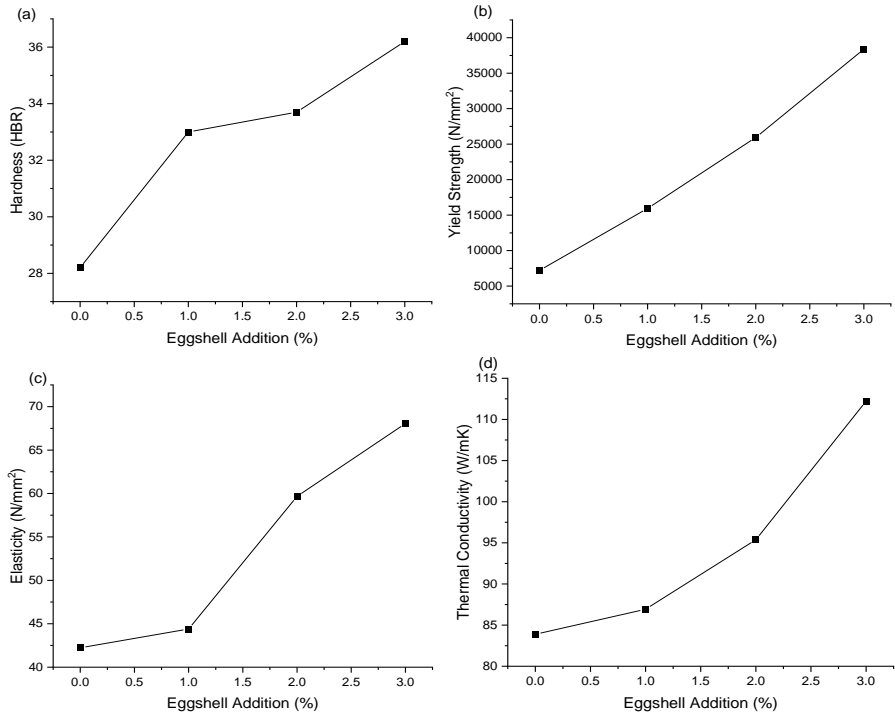 (a)
36
34
32
30
28
Hardness (HBR)
0.0 0.5 1.0 1.5 2.0 2.5 3.0
Eggshell Addition (%)
(b)
40000
35000
30000
25000
20000
15000
10000
5000
Yield Strength (N/mm²)
0.0 0.5 1.0 1.5 2.0 2.5 3.0
Eggshell Addition (%)
(c)
70
65
60
55
50
45
40
Elasticity (N/mm²)
0.0 0.5 1.0 1.5 2.0 2.5 3.0
Eggshell Addition (%)
(d)
115
110
105
100
95
90
85
80
Thermal Conductivity (W/mK)
0.0 0.5 1.0 1.5 2.0 2.5 3.0
Eggshell Addition (%)